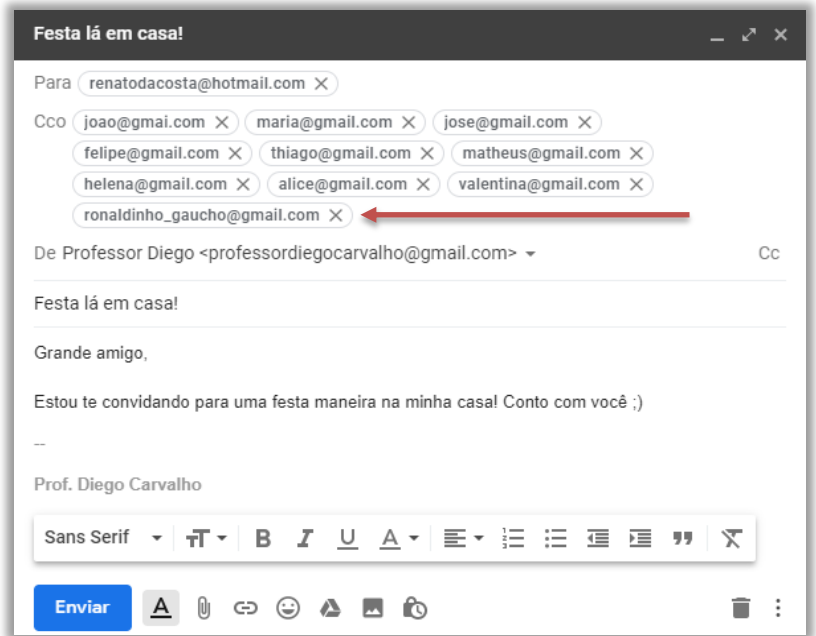 Festa lá em casa!
Para renatodacosta@hotmail.com
Cco joao@gmai.com maria@gmail.com jose@gmail.com
felipe@gmail.com thiago@gmail.com matheus@gmail.com
helena@gmail.com alice@gmail.com valentina@gmail.com
ronaldinho_gaucho@gmail.com
De Professor Diego <professordiegocarvalho@gmail.com> Cc
Festa lá em casa!
Grande amigo,
Estou te convidando para uma festa maneira na minha casa! Conto com você ;)
--
Prof. Diego Carvalho
Sans Serif B I U A
Enviar A